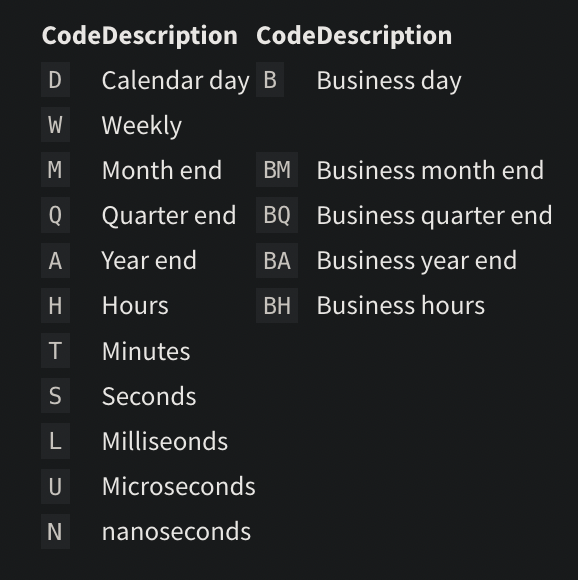 CodeDescription CodeDescription
D Calendar day B Business day
W Weekly
M Month end BM Business month end
Q Quarter end BQ Business quarter end
A Year end BA Business year end
H Hours BH Business hours
T Minutes
S Seconds
L Milliseonds
U Microseconds
N nanoseconds